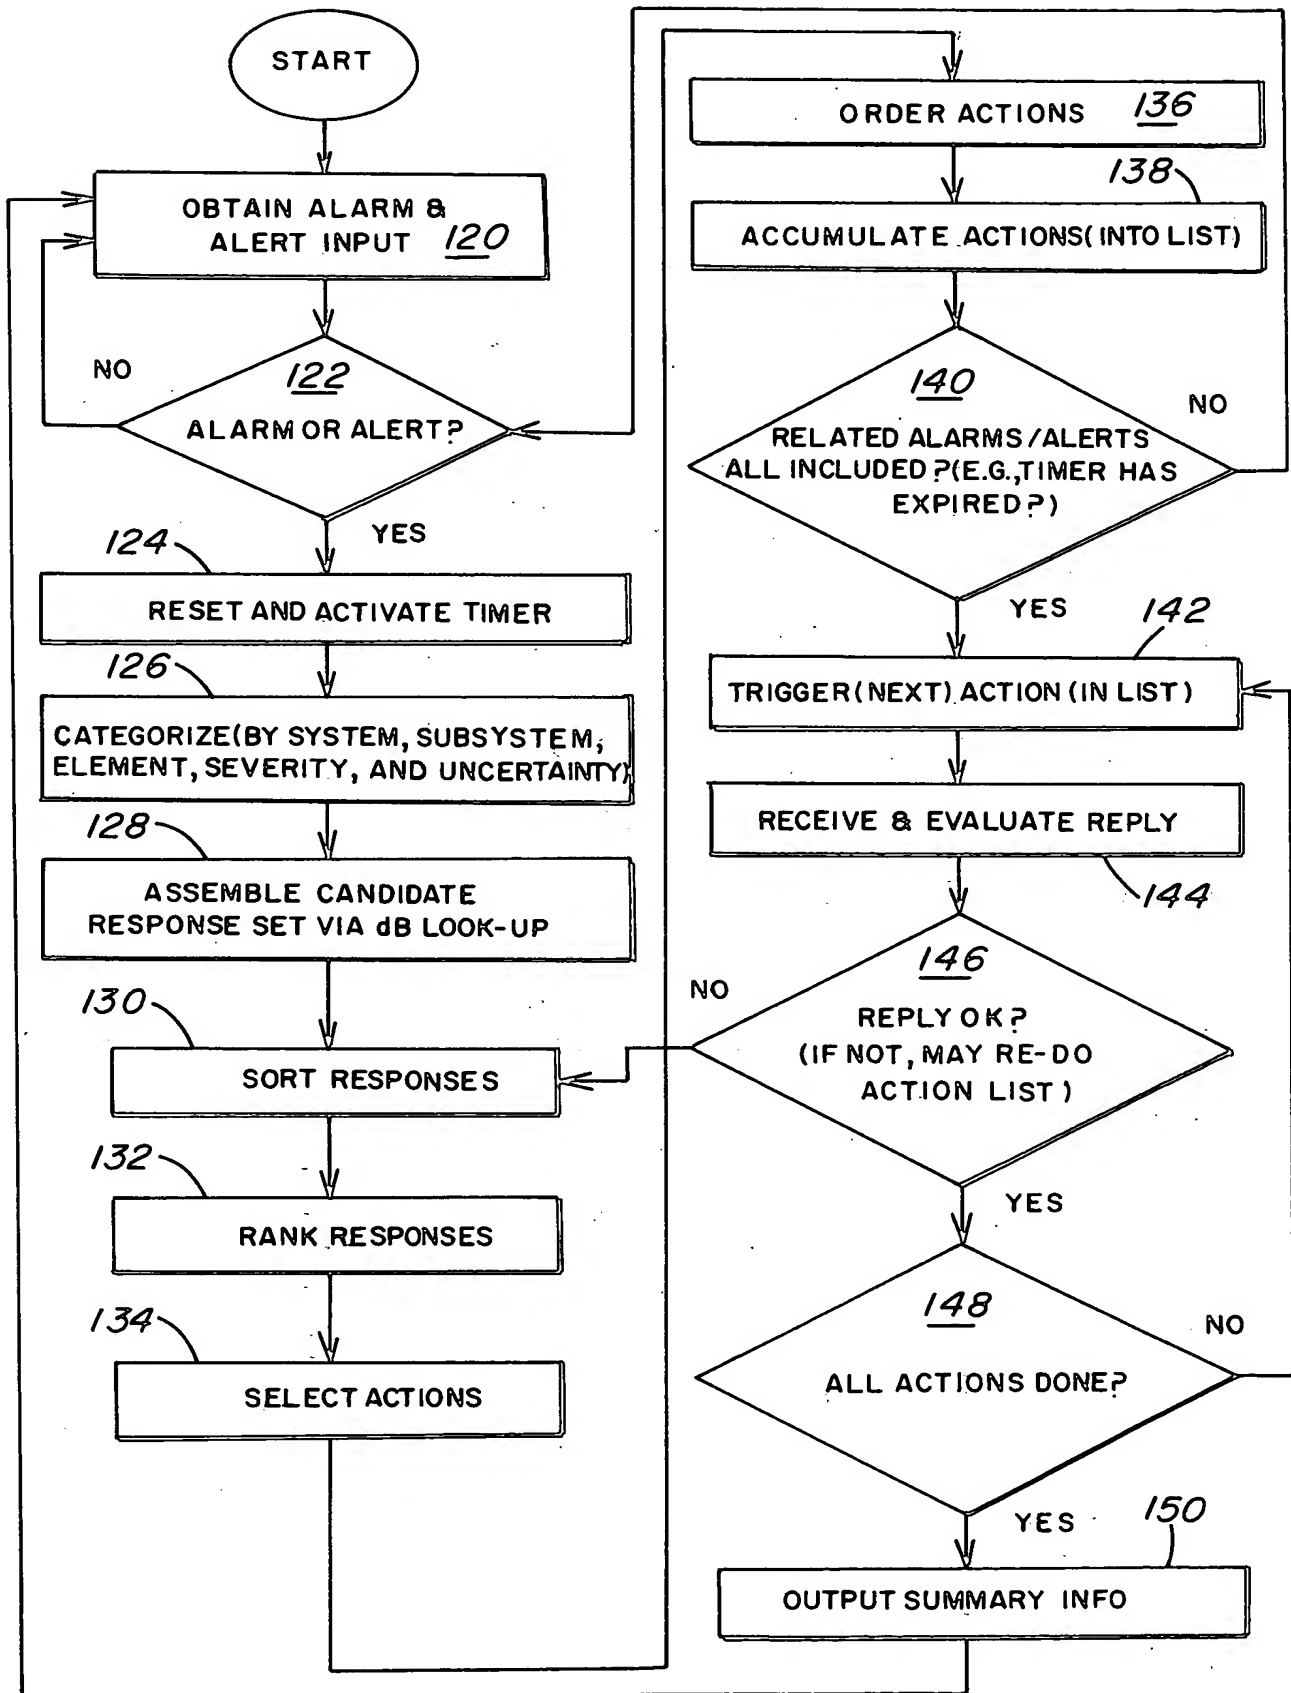 START
OBTAIN ALARM &
ALERT INPUT 120
NO
122
ALARM OR ALERT?
YES
124
RESET AND ACTIVATE TIMER
126
CATEGORIZE(BY SYSTEM, SUBSYSTEM,
ELEMENT, SEVERITY, AND UNCERTAINTY)
128
ASSEMBLE CANDIDATE
RESPONSE SET VIA dB LOOK-UP
130
SORT RESPONSES
132
RANK RESPONSES
134
SELECT ACTIONS
ORDER ACTIONS 136
138
ACCUMULATE ACTIONS(INTO LIST)
140
NO
RELATED ALARMS/ALERTS
ALL INCLUDED?(E.G.,TIMER HAS
EXPIRED?)
YES
142
TRIGGER(NEXT) ACTION (IN LIST)
RECEIVE & EVALUATE REPLY
144
146
NO
REPLY OK?
(IF NOT, MAY RE-DO
ACTION LIST)
YES
148
NO
ALL ACTIONS DONE?
YES
150
OUTPUT SUMMARY INFO